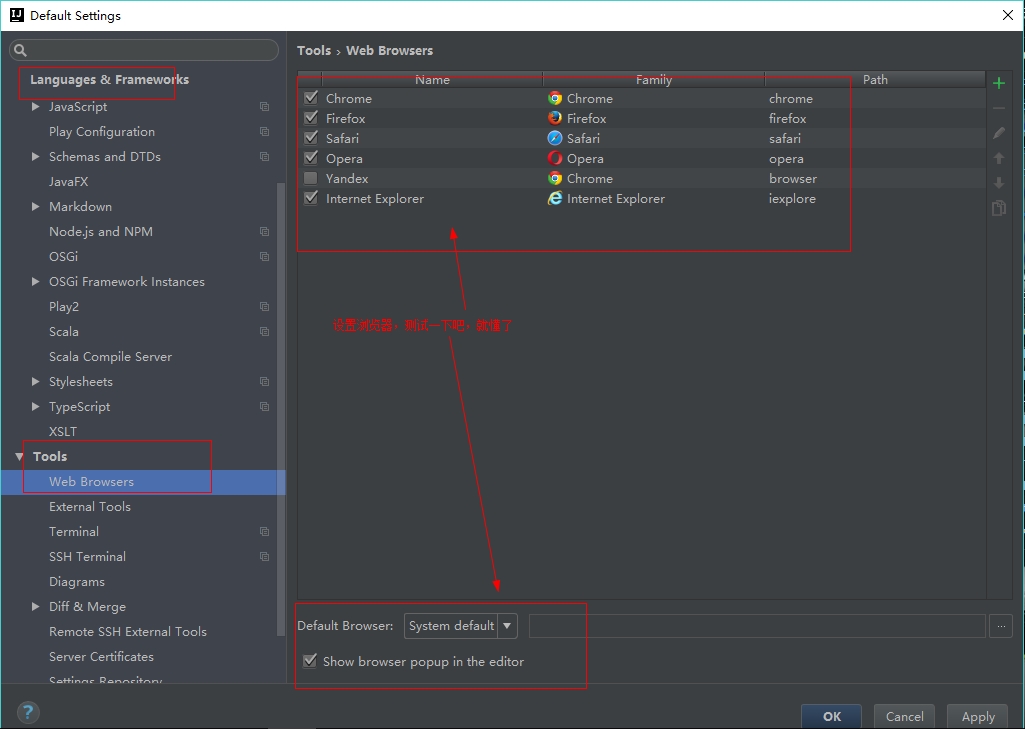 Default Settings
Languages & Frameworks
JavaScript
Play Configuration
Schemas and DTDs
JavaFX
Markdown
Node.js and NPM
OSGi
OSGi Framework Instances
Play2
Scala
Scala Compile Server
Stylesheets
TypeScript
XSLT
Tools
Web Browsers
External Tools
Terminal
SSH Terminal
Diagrams
Diff & Merge
Remote SSH External Tools
Server Certificates
Settings Repository
Tools › Web Browsers
Name Family Path
Chrome Chrome chrome
Firefox Firefox firefox
Safari Safari safari
Opera Opera opera
Yandex Chrome browser
Internet Explorer Internet Explorer iexplore
设置浏览器，测试一下吧，就懂了
Default Browser: System default ...
Show browser popup in the editor
? OK Cancel Apply